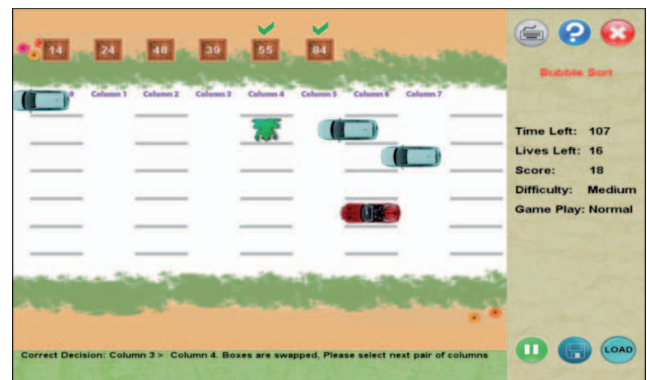 14 24 48 39 55 84
0 Column 1 Column 2 Column 3 Column 4 Column 5 Column 6 Column 7
Bubble Sort
Time Left: 107
Lives Left: 16
Score: 18
Difficulty: Medium
Game Play: Normal
LOAD
Correct Decision: Column 3 > Column 4. Boxes are swapped, Please select next pair of columns